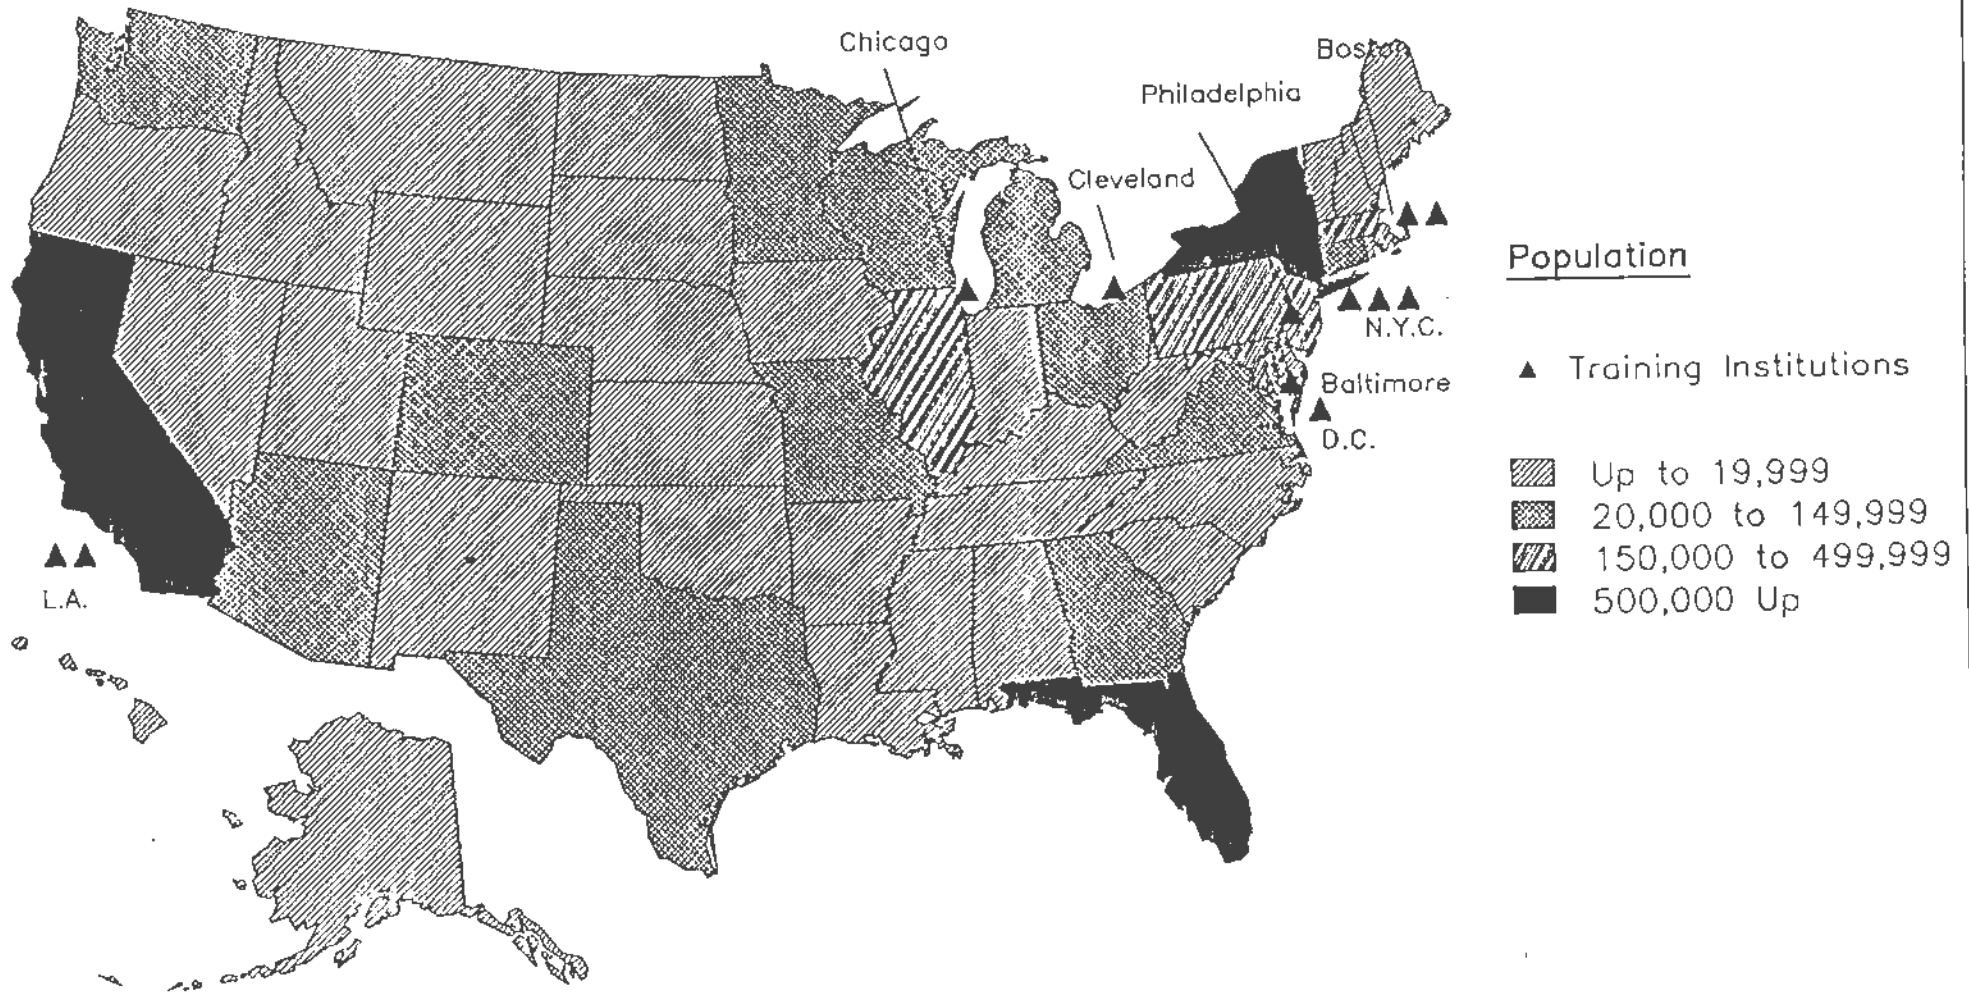 Chicago
Boston
Philadelphia
Cleveland
N.Y.C.
Baltimore
D.C.
L.A.
Population
▲ Training Institutions
Up to 19,999
20,000 to 149,999
150,000 to 499,999
500,000 Up